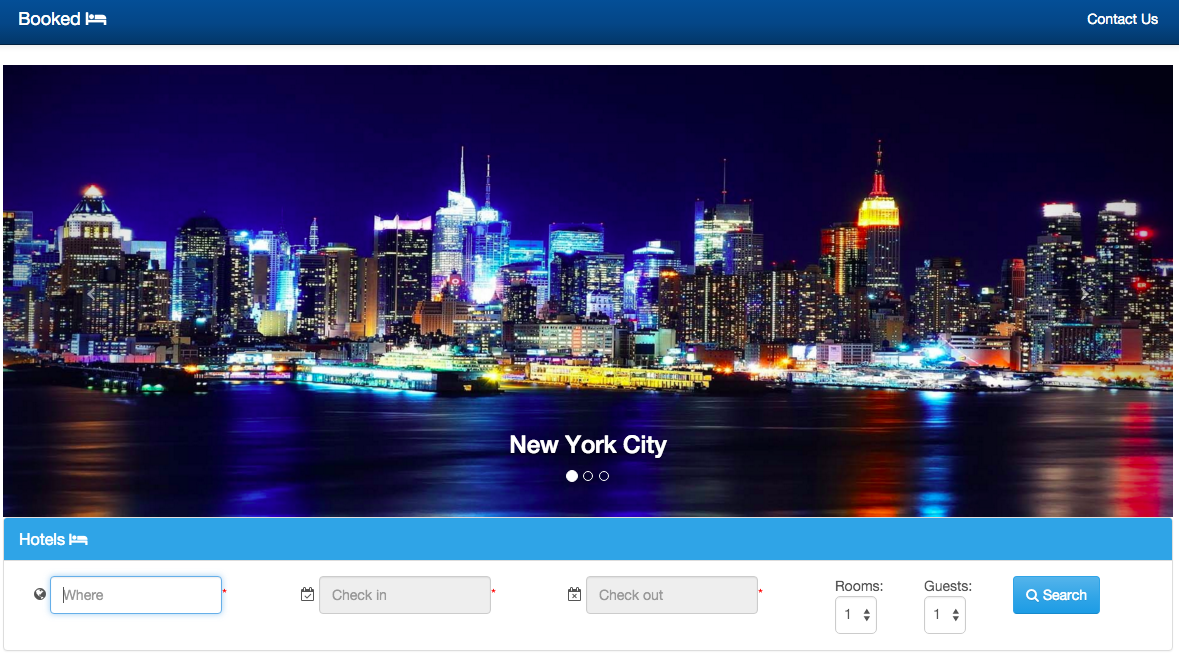 Booked
Contact Us
New York City
Hotels
Where *
Check in *
Check out *
Rooms:
1
Guests:
1
Search